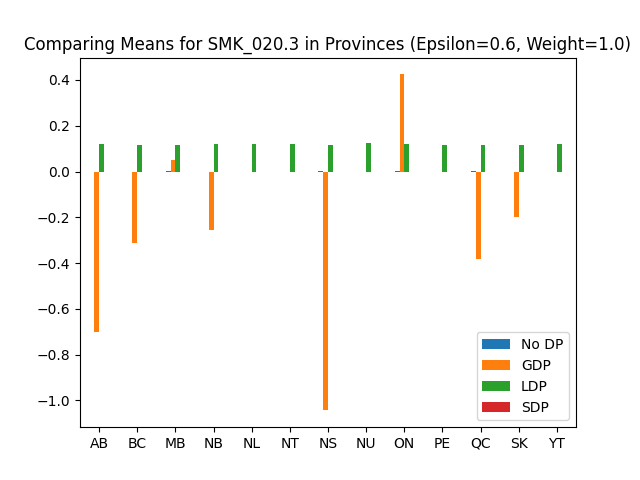 Comparing Means for SMK_020.3 in Provinces (Epsilon=0.6, Weight=1.0)
0.4
0.2
0.0
−0.2
−0.4
−0.6
−0.8
−1.0
No DP
GDP
LDP
SDP
AB BC MB NB NL NT NS NU ON PE QC SK YT